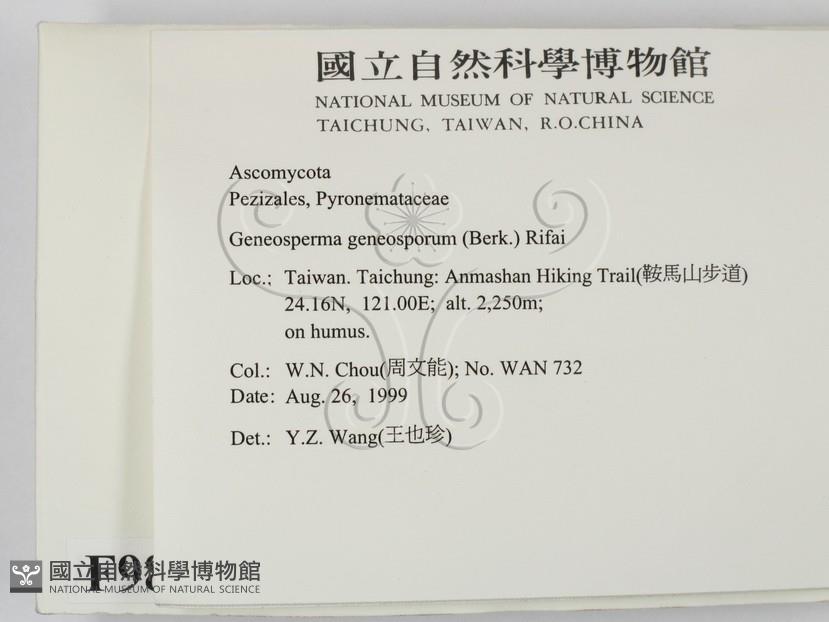 國立自然科學博物館
NATIONAL MUSEUM OF NATURAL SCIENCE
TAICHUNG, TAIWAN, R.O.CHINA
Ascomycota
Pezizales, Pyronemataceae
Geneosperma geneosporum (Berk.) Rifai
Loc.: Taiwan. Taichung: Anmashan Hiking Trail(鞍馬山步道)
24.16N, 121.00E; alt. 2,250m;
on humus.
Col.: W.N. Chou(周文能); No. WAN 732
Date: Aug. 26, 1999
Det.: Y.Z. Wang(王也珍)
國立自然科學博物館
NATIONAL MUSEUM OF NATURAL SCIENCE